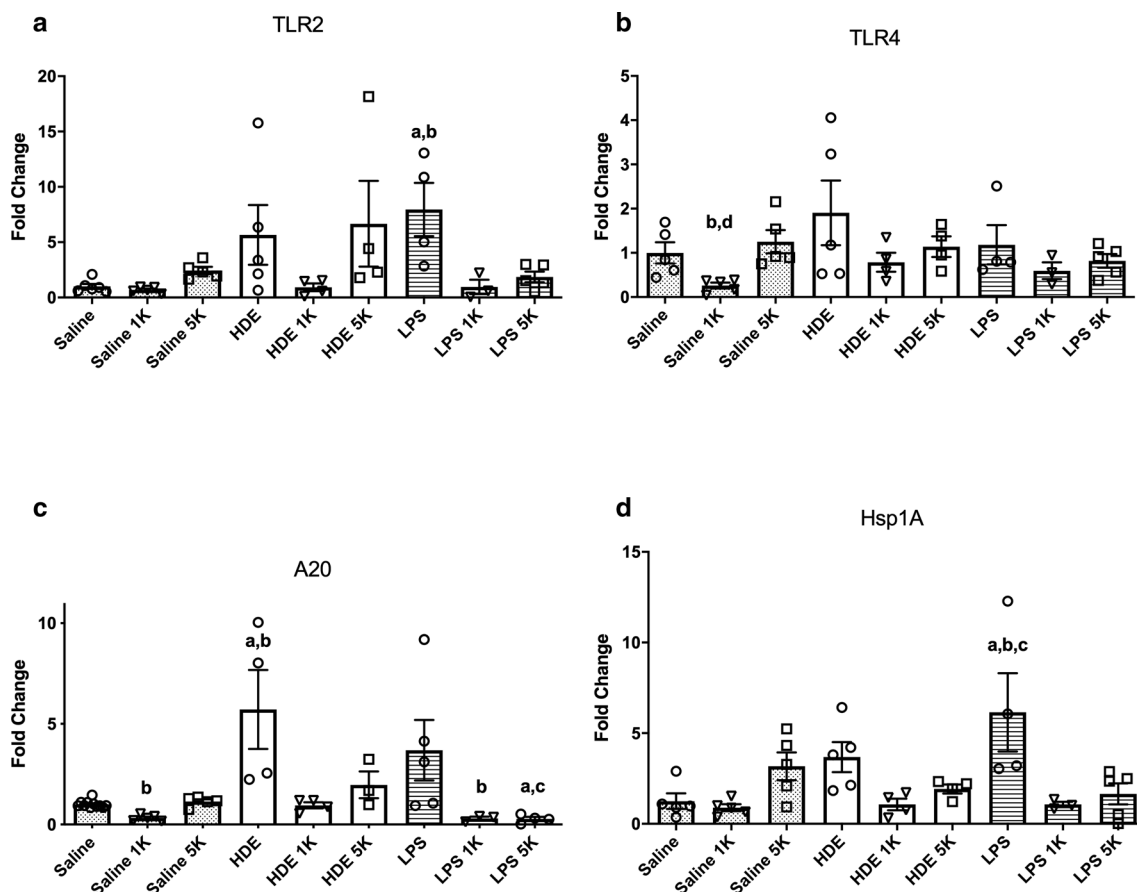 a
TLR2
Fold Change
20
15
10
5
0
a,b
Saline
Saline 1K
Saline 5K
HDE
HDE 1K
HDE 5K
LPS
LPS 1K
LPS 5K
b
TLR4
Fold Change
5
4
3
2
1
0
b,d
Saline
Saline 1K
Saline 5K
HDE
HDE 1K
HDE 5K
LPS
LPS 1K
LPS 5K
c
A20
Fold Change
10
5
0
b
a,b
b
a,c
Saline
Saline 1K
Saline 5K
HDE
HDE 1K
HDE 5K
LPS
LPS 1K
LPS 5K
d
Hsp1A
Fold Change
15
10
5
0
a,b,c
Saline
Saline 1K
Saline 5K
HDE
HDE 1K
HDE 5K
LPS
LPS 1K
LPS 5K